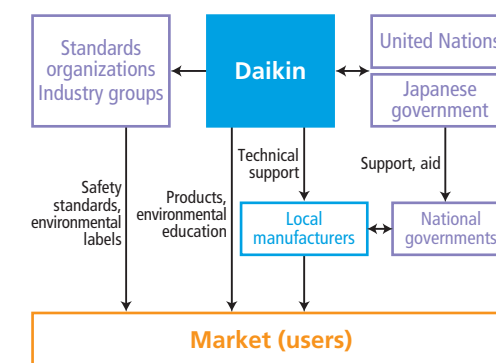 Standards
organizations
Industry groups
Daikin
United Nations
Japanese
government
Technical
support
Support, aid
Safety
standards,
environmental
labels
Products,
environmental
education
Local
manufacturers
National
governments
Market (users)